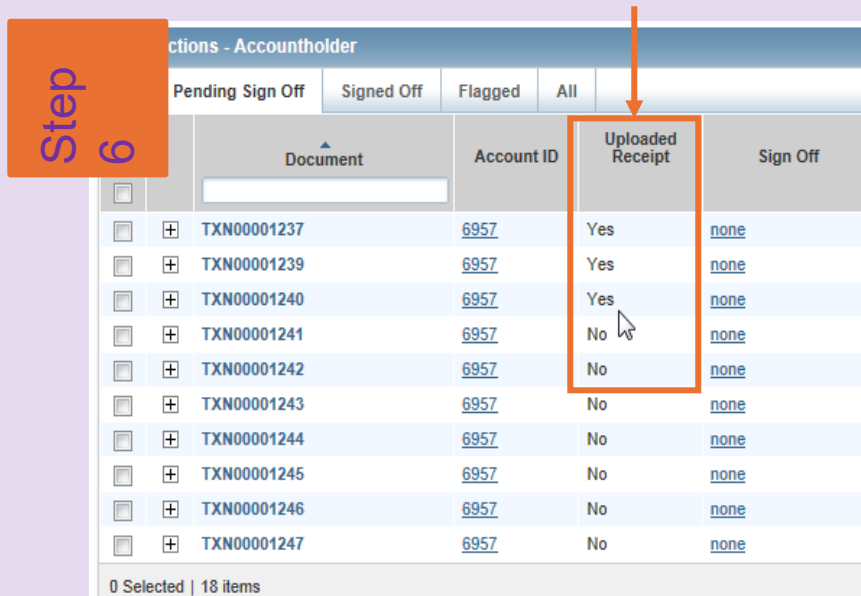 Step
6
ctions - Accountholder
Pending Sign Off Signed Off Flagged All
Document Account ID Uploaded Receipt Sign Off
TXN00001237 6957 Yes none
TXN00001239 6957 Yes none
TXN00001240 6957 Yes none
TXN00001241 6957 No none
TXN00001242 6957 No none
TXN00001243 6957 No none
TXN00001244 6957 No none
TXN00001245 6957 No none
TXN00001246 6957 No none
TXN00001247 6957 No none
0 Selected | 18 items